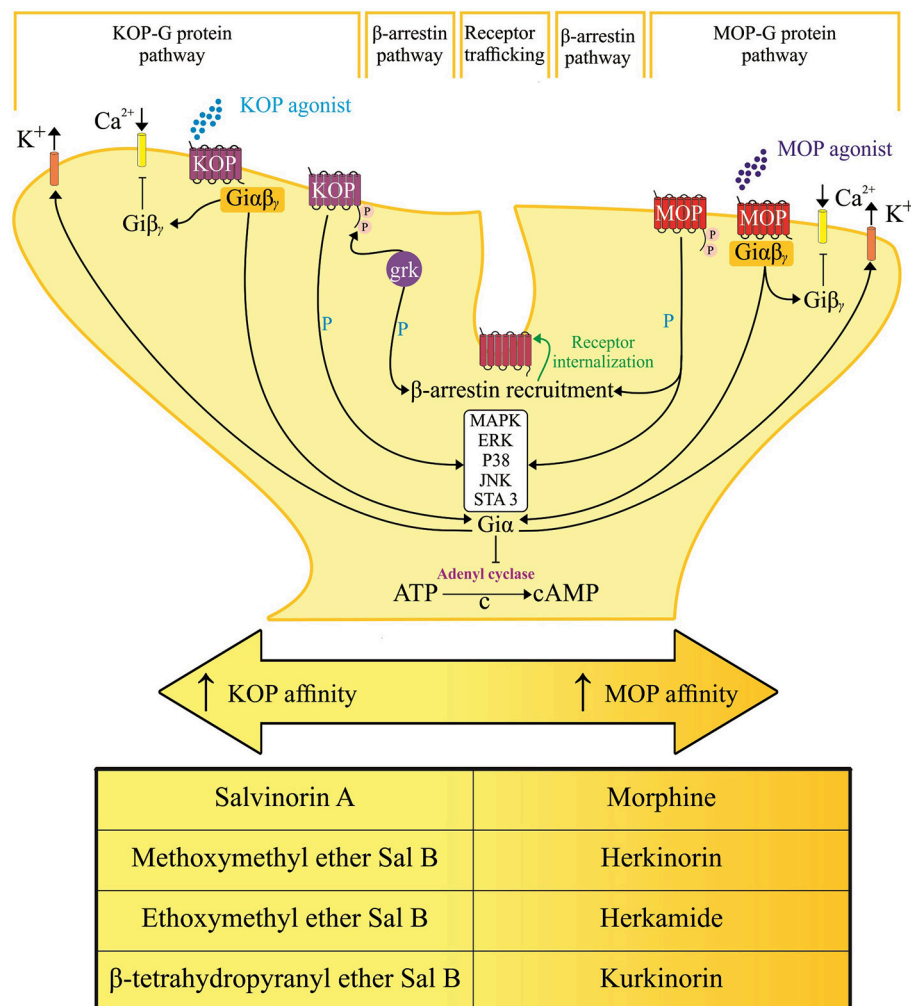 KOP-G protein
pathway
β-arrestin
pathway
Receptor
trafficking
β-arrestin
pathway
MOP-G protein
pathway
KOP agonist
Ca2+
K+
KOP
Giαβγ
Giβγ
KOP
P
P
grk
P
P
MOP agonist
MOP
P
P
MOP
Giαβγ
Ca2+
K+
Giβγ
P
Receptor
internalization
β-arrestin recruitment
MAPK
ERK
P38
JNK
STA 3
Giα
Adenyl cyclase
ATP
c
cAMP
↑ KOP affinity
↑ MOP affinity
Salvinorin A
Morphine
Methoxymethyl ether Sal B
Herkinorin
Ethoxymethyl ether Sal B
Herkamide
β-tetrahydropyranyl ether Sal B
Kurkinorin